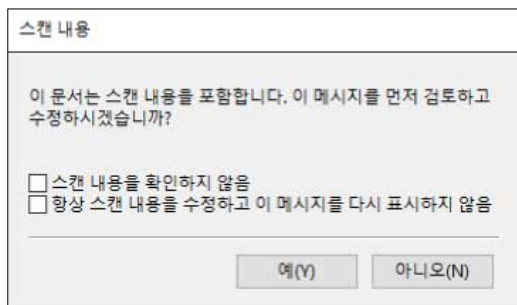 스캔 내용
이 문서는 스캔 내용을 포함합니다. 이 메시지를 먼저 검토하고
수정하시겠습니까?
스캔 내용을 확인하지 않음
항상 스캔 내용을 수정하고 이 메시지를 다시 표시하지 않음
예(Y) 아니오(N)